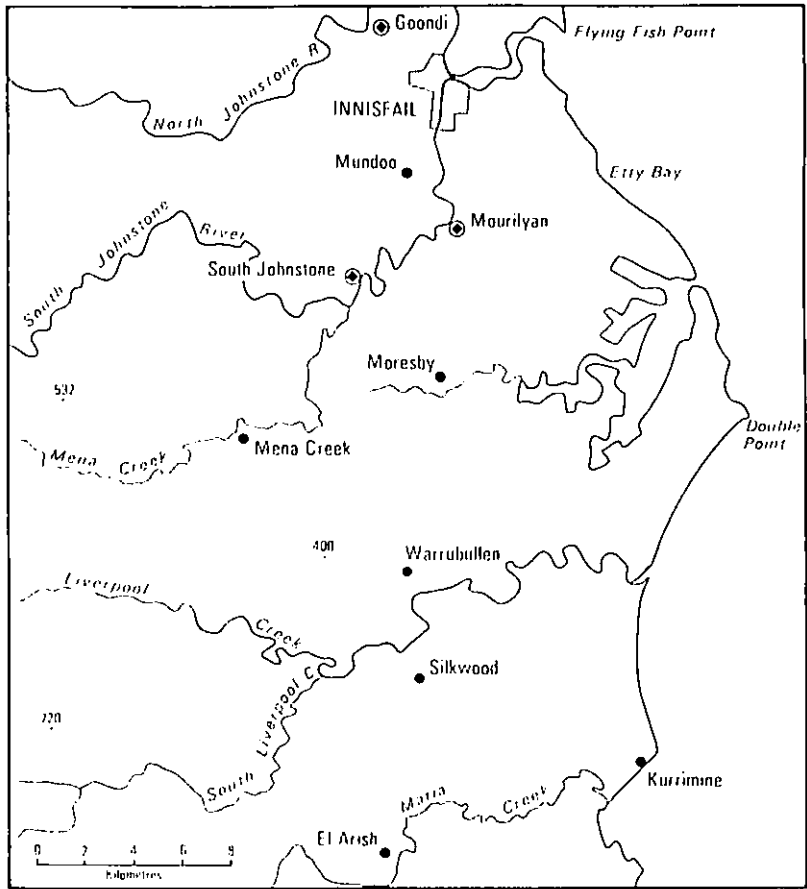 Goondi
Flying Fish Point
North Johnstone R
INNISFAIL
Mundoo
Etty Bay
Mourilyan
South Johnstone River
South Johnstone
Moresby
592
Double
Point
Mena Creek
Mena Creek
400
Warrubullen
Liverpool Creek
Silkwood
South Liverpool C
720
Kurrimine
Maria Creek
El Arish
0 2 4 6 8
Kilometres